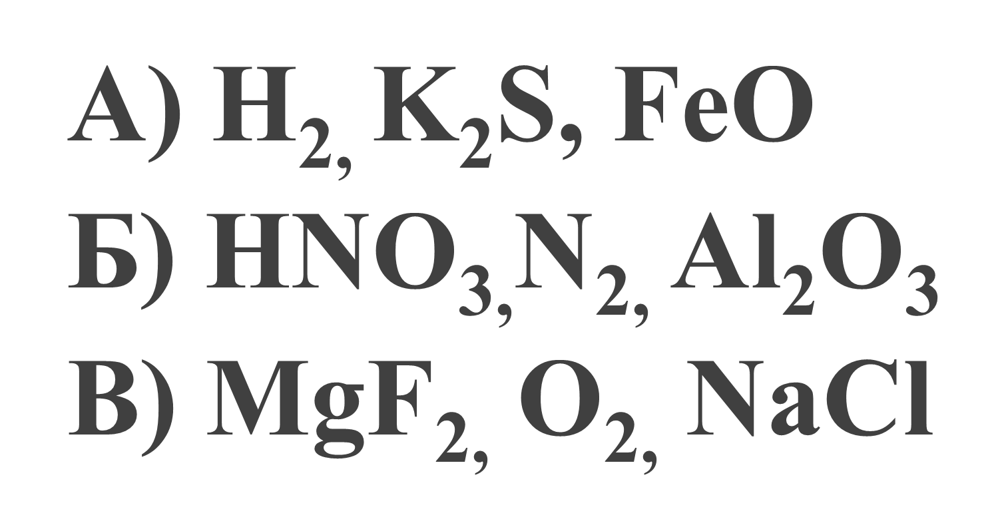 А) H₂, K₂S, FeO
Б) HNO₃, N₂, Al₂O₃
В) MgF₂, O₂, NaCl